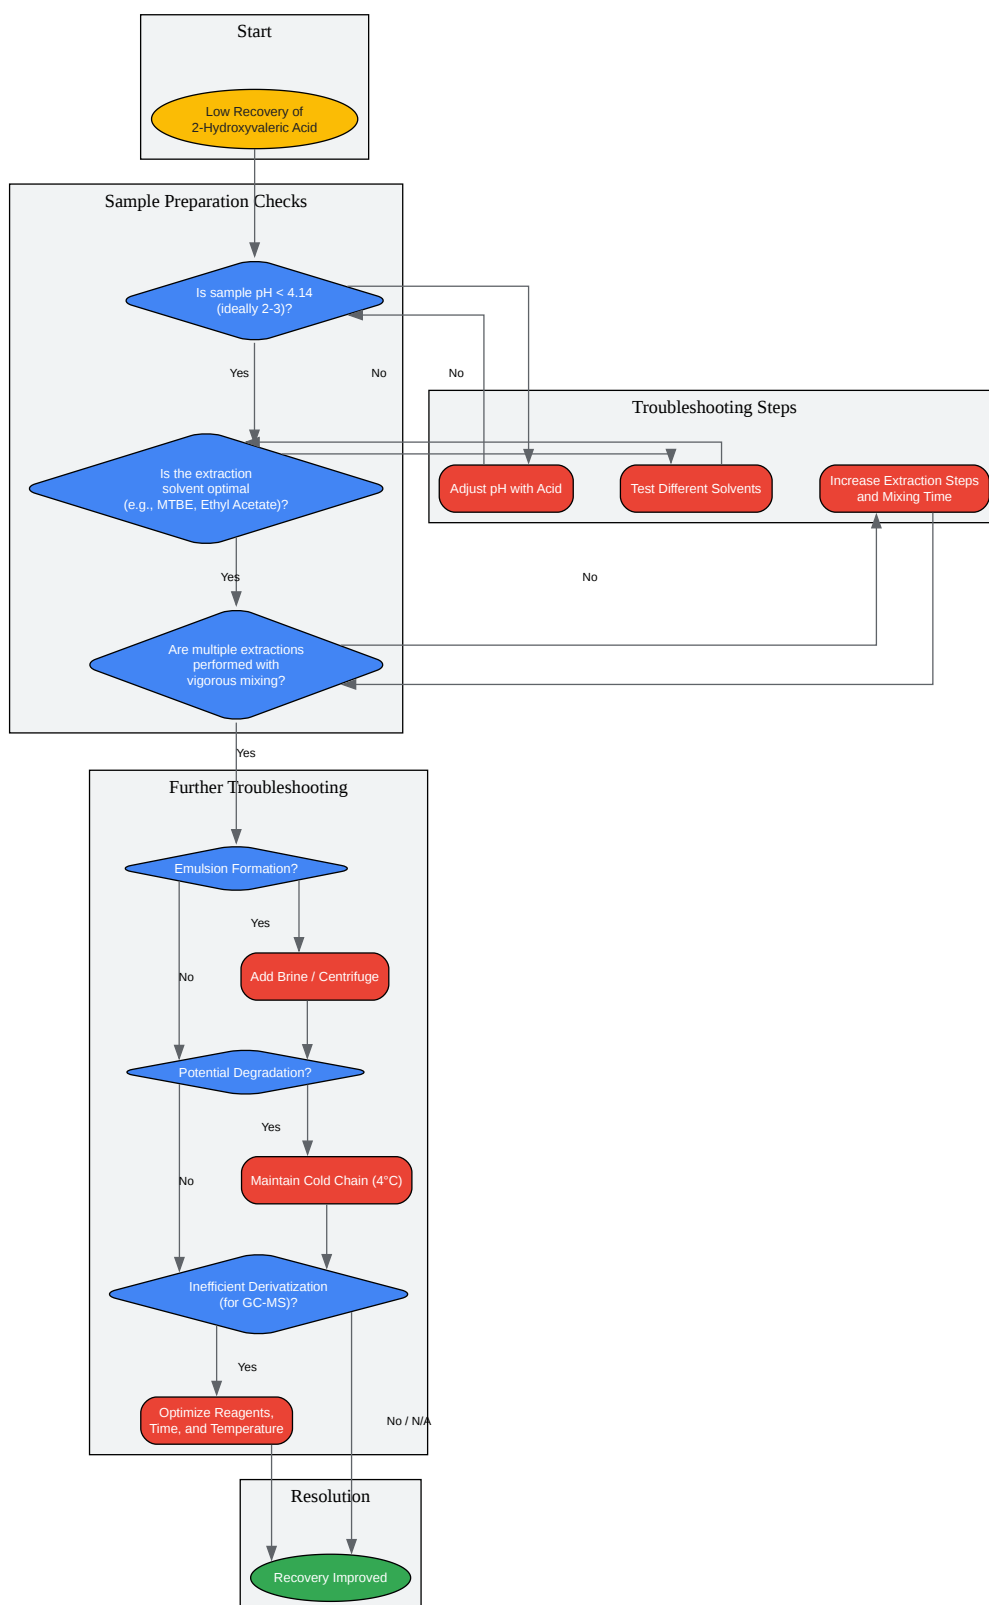 Start
Low Recovery of
2-Hydroxyvaleric Acid
Sample Preparation Checks
Is sample pH < 4.14
(ideally 2-3)?
Yes
No
No
Troubleshooting Steps
Is the extraction
solvent optimal
(e.g., MTBE, Ethyl Acetate)?
Adjust pH with Acid
Test Different Solvents
Increase Extraction Steps
and Mixing Time
Yes
No
Are multiple extractions
performed with
vigorous mixing?
Yes
Further Troubleshooting
Emulsion Formation?
Yes
No
Add Brine / Centrifuge
Potential Degradation?
Yes
No
Maintain Cold Chain (4°C)
Inefficient Derivatization
(for GC-MS)?
Yes
Optimize Reagents,
Time, and Temperature
No / N/A
Resolution
Recovery Improved